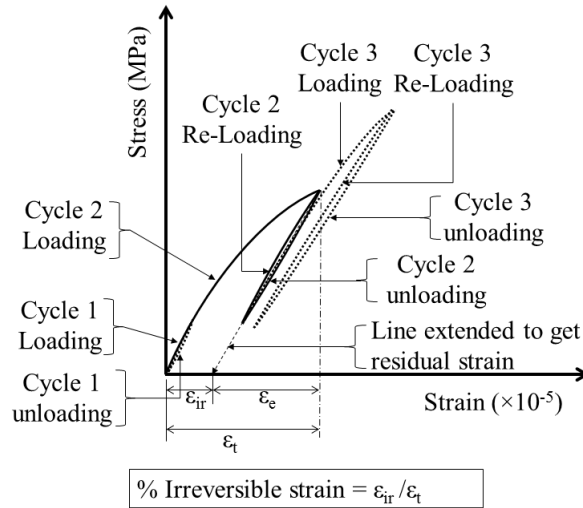 Stress (MPa)
Cycle 3
Loading
Cycle 3
Re-Loading
Cycle 2
Re-Loading
Cycle 2
Loading
Cycle 3
unloading
Cycle 2
unloading
Cycle 1
Loading
Line extended to get
residual strain
Cycle 1
unloading
εir
εe
Strain (×10-5)
εt
% Irreversible strain = εir /εt